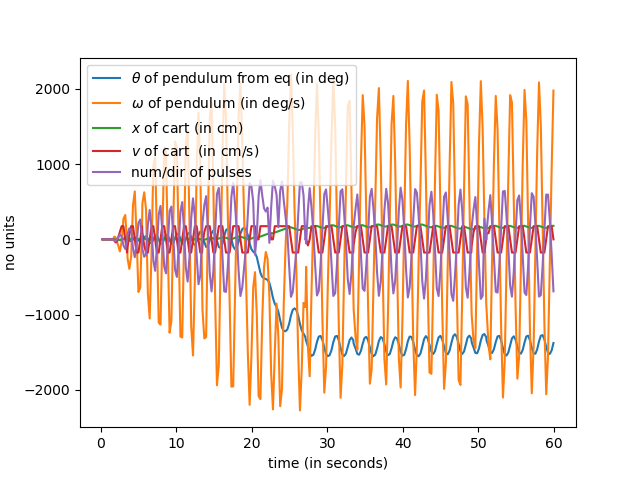 θ of pendulum from eq (in deg)
ω of pendulum (in deg/s)
x of cart (in cm)
v of cart  (in cm/s)
num/dir of pulses
2000
1000
0
−1000
−2000
no units
0 10 20 30 40 50 60
time (in seconds)